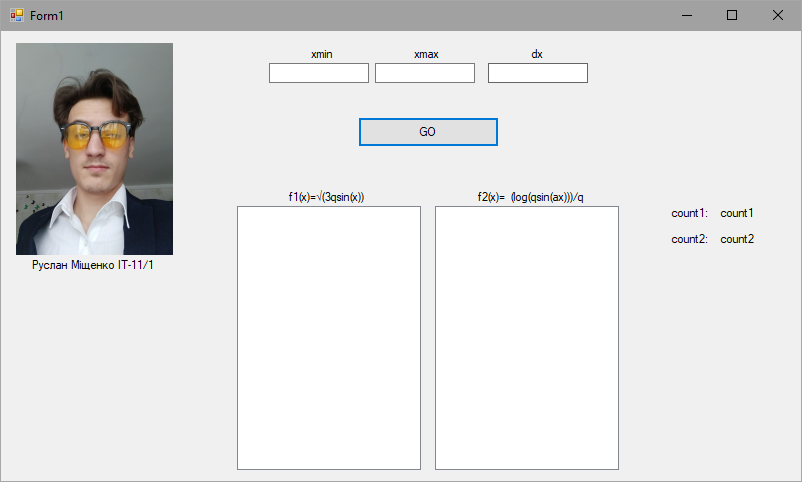 Form1
xmin xmax dx
GO
f1(x)=√(3qsin(x)) f2(x)= (log(qsin(ax)))/q
count1: count1
count2: count2
Руслан Міщенко ІТ-11/1